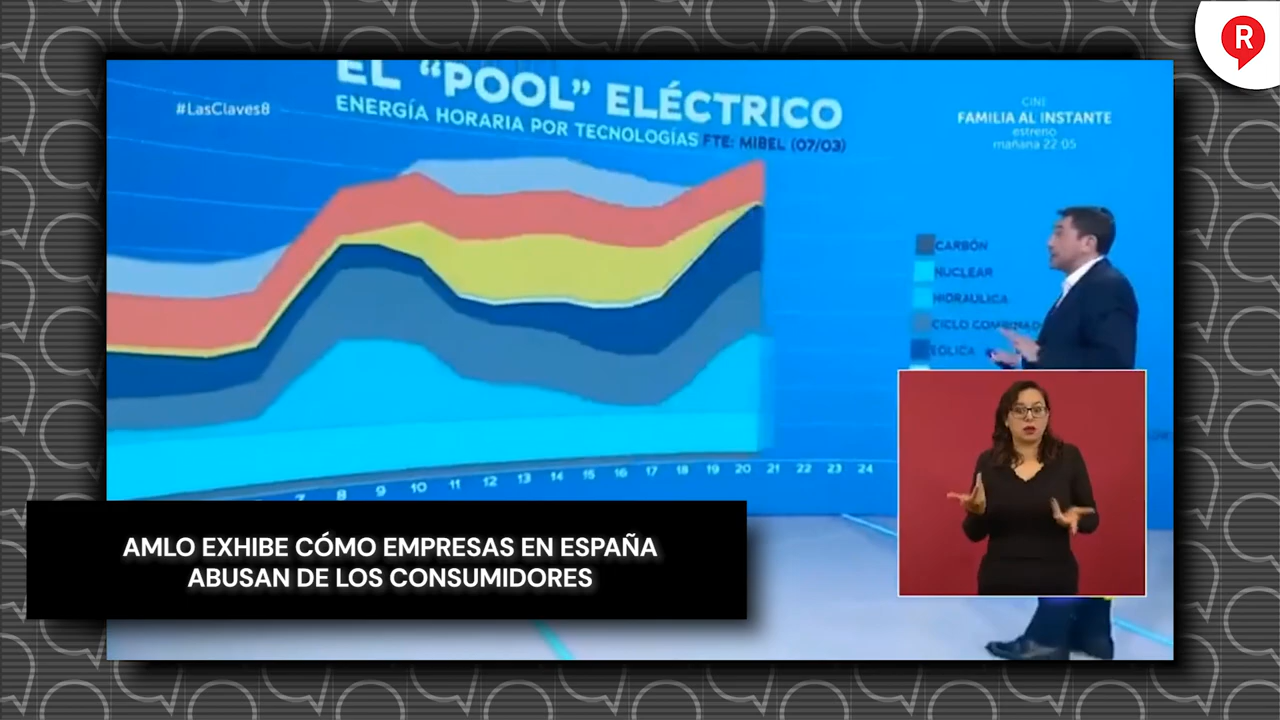 R
EL “POOL” ELÉCTRICO
ENERGÍA HORARIA POR TECNOLOGÍAS FTE: MIBEL (07/03)
#LasClaves8
CINE
FAMILIA AL INSTANTE
estreno
mañana 22:05
CARBÓN
NUCLEAR
HIDRAULICA
CICLO COMBINADO
EÓLICA
7 8 9 10 11 12 13 14 15 16 17 18 19 20 21 22 23 24
AMLO EXHIBE CÓMO EMPRESAS EN ESPAÑA
ABUSAN DE LOS CONSUMIDORES